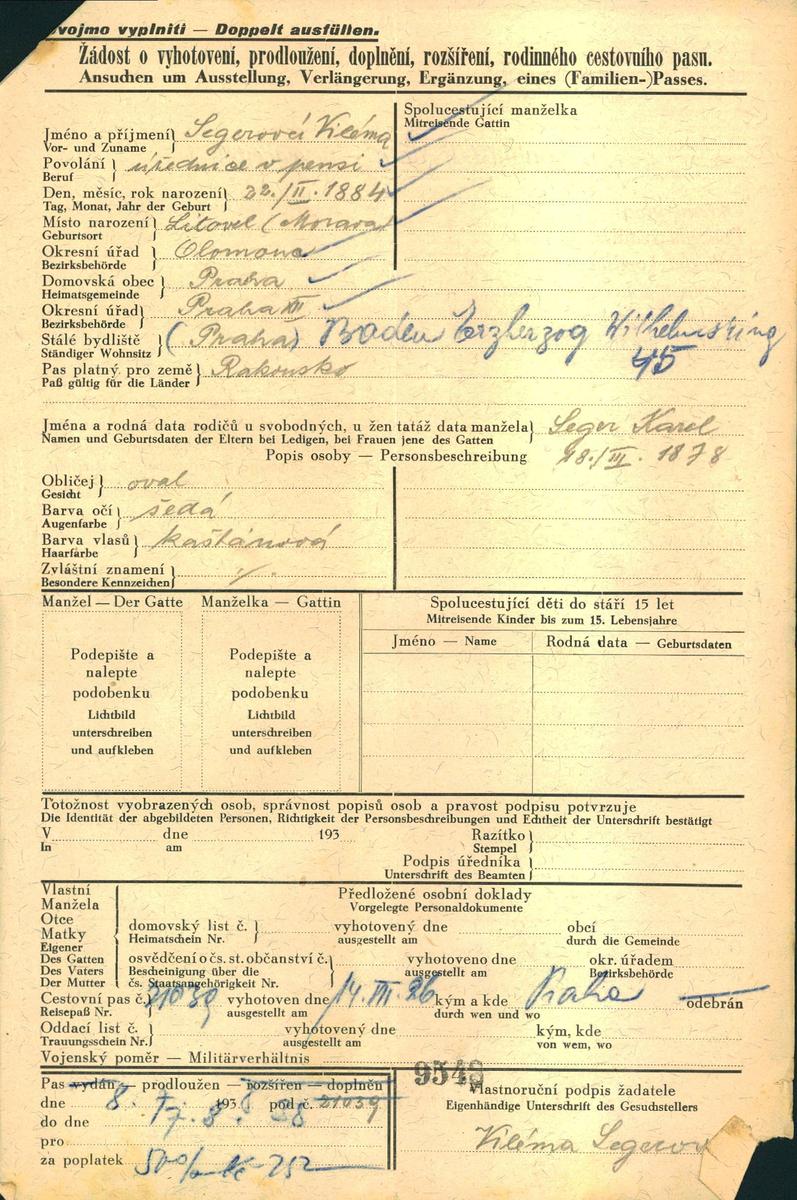 vojmo vyplniti — Doppelt ausfüllen.
Žádost o vyhotovení, prodloužení, doplnění, rozšíření, rodinného cestovního pasu.
Ansuchen um Ausstellung, Verlängerung, Ergänzung, eines (Familien-)Passes.
Spolucestující manželka
Mitreisende Gattin
Jméno a příjmení Segerová Viléma
Vor- und Zuname
Povolání úřednice v pensi
Beruf
Den, měsíc, rok narození 22./II. 1884
Tag, Monat, Jahr der Geburt
Místo narození Litovel (Morava)
Geburtsort
Okresní úřad Olomouc
Bezirksbehörde
Domovská obec Praha
Heimatsgemeinde
Okresní úřad Praha III
Bezirksbehörde
Stálé bydliště (Praha) Baden Erzherzog Wilhelmsring
Ständiger Wohnsitz 45
Pas platný pro země Rakousko
Paß gültig für die Länder
Jména a rodná data rodičů u svobodných, u žen tatáž data manžela Seger Karel
Namen und Geburtsdaten der Eltern bei Ledigen, bei Frauen jene des Gatten
Popis osoby — Personsbeschreibung 18./III. 1878
Obličej oval
Gesicht
Barva očí šedá
Augenfarbe
Barva vlasů kaštanová
Haarfarbe
Zvláštní znamení ./.
Besondere Kennzeichen
Manžel — Der Gatte Manželka — Gattin
Spolucestující děti do stáří 15 let
Mitreisende Kinder bis zum 15. Lebensjahre
Jméno — Name Rodná data — Geburtsdaten
Podepište a Podepište a
nalepte nalepte
podobenku podobenku
Lichtbild Lichtbild
unterschreiben unterschreiben
und aufkleben und aufkleben
Totožnost vyobrazených osob, správnost popisů osob a pravost podpisu potvrzuje
Die Identität der abgebildeten Personen, Richtigkeit der Personsbeschreibungen und Echtheit der Unterschrift bestätigt
V dne 193 Razítko
In am Stempel
Podpis úředníka
Unterschrift des Beamten
Vlastní
Manžela
Otce
Matky
Eigener
Des Gatten
Des Vaters
Der Mutter
Předložené osobní doklady
Vorgelegte Personaldokumente
domovský list č. vyhotovený dne obcí
Heimatschein Nr. ausgestellt am durch die Gemeinde
osvědčení o čs. st. občanství č. vyhotoveno dne okr. úřadem
Bescheinigung über die ausgestellt am Bezirksbehörde
čs. Staatsangehörigkeit Nr.
Cestovní pas č. 21039 vyhotoven dne 14. III. 26 kým a kde Praha odebrán
Reisepaß Nr. ausgestellt am durch wen und wo
Oddací list č. vyhotovený dne kým, kde
Trauungsschein Nr. ausgestellt am von wem, wo
Vojenský poměr — Militärverhältnis
9548
Pas vydán — prodloužen — rozšířen — doplněn
dne 8. 193 8 pod č. 21039
do dne
pro
za poplatek
Vlastnoruční podpis žadatele
Eigenhändige Unterschrift des Gesuchstellers
Viléma Segerov